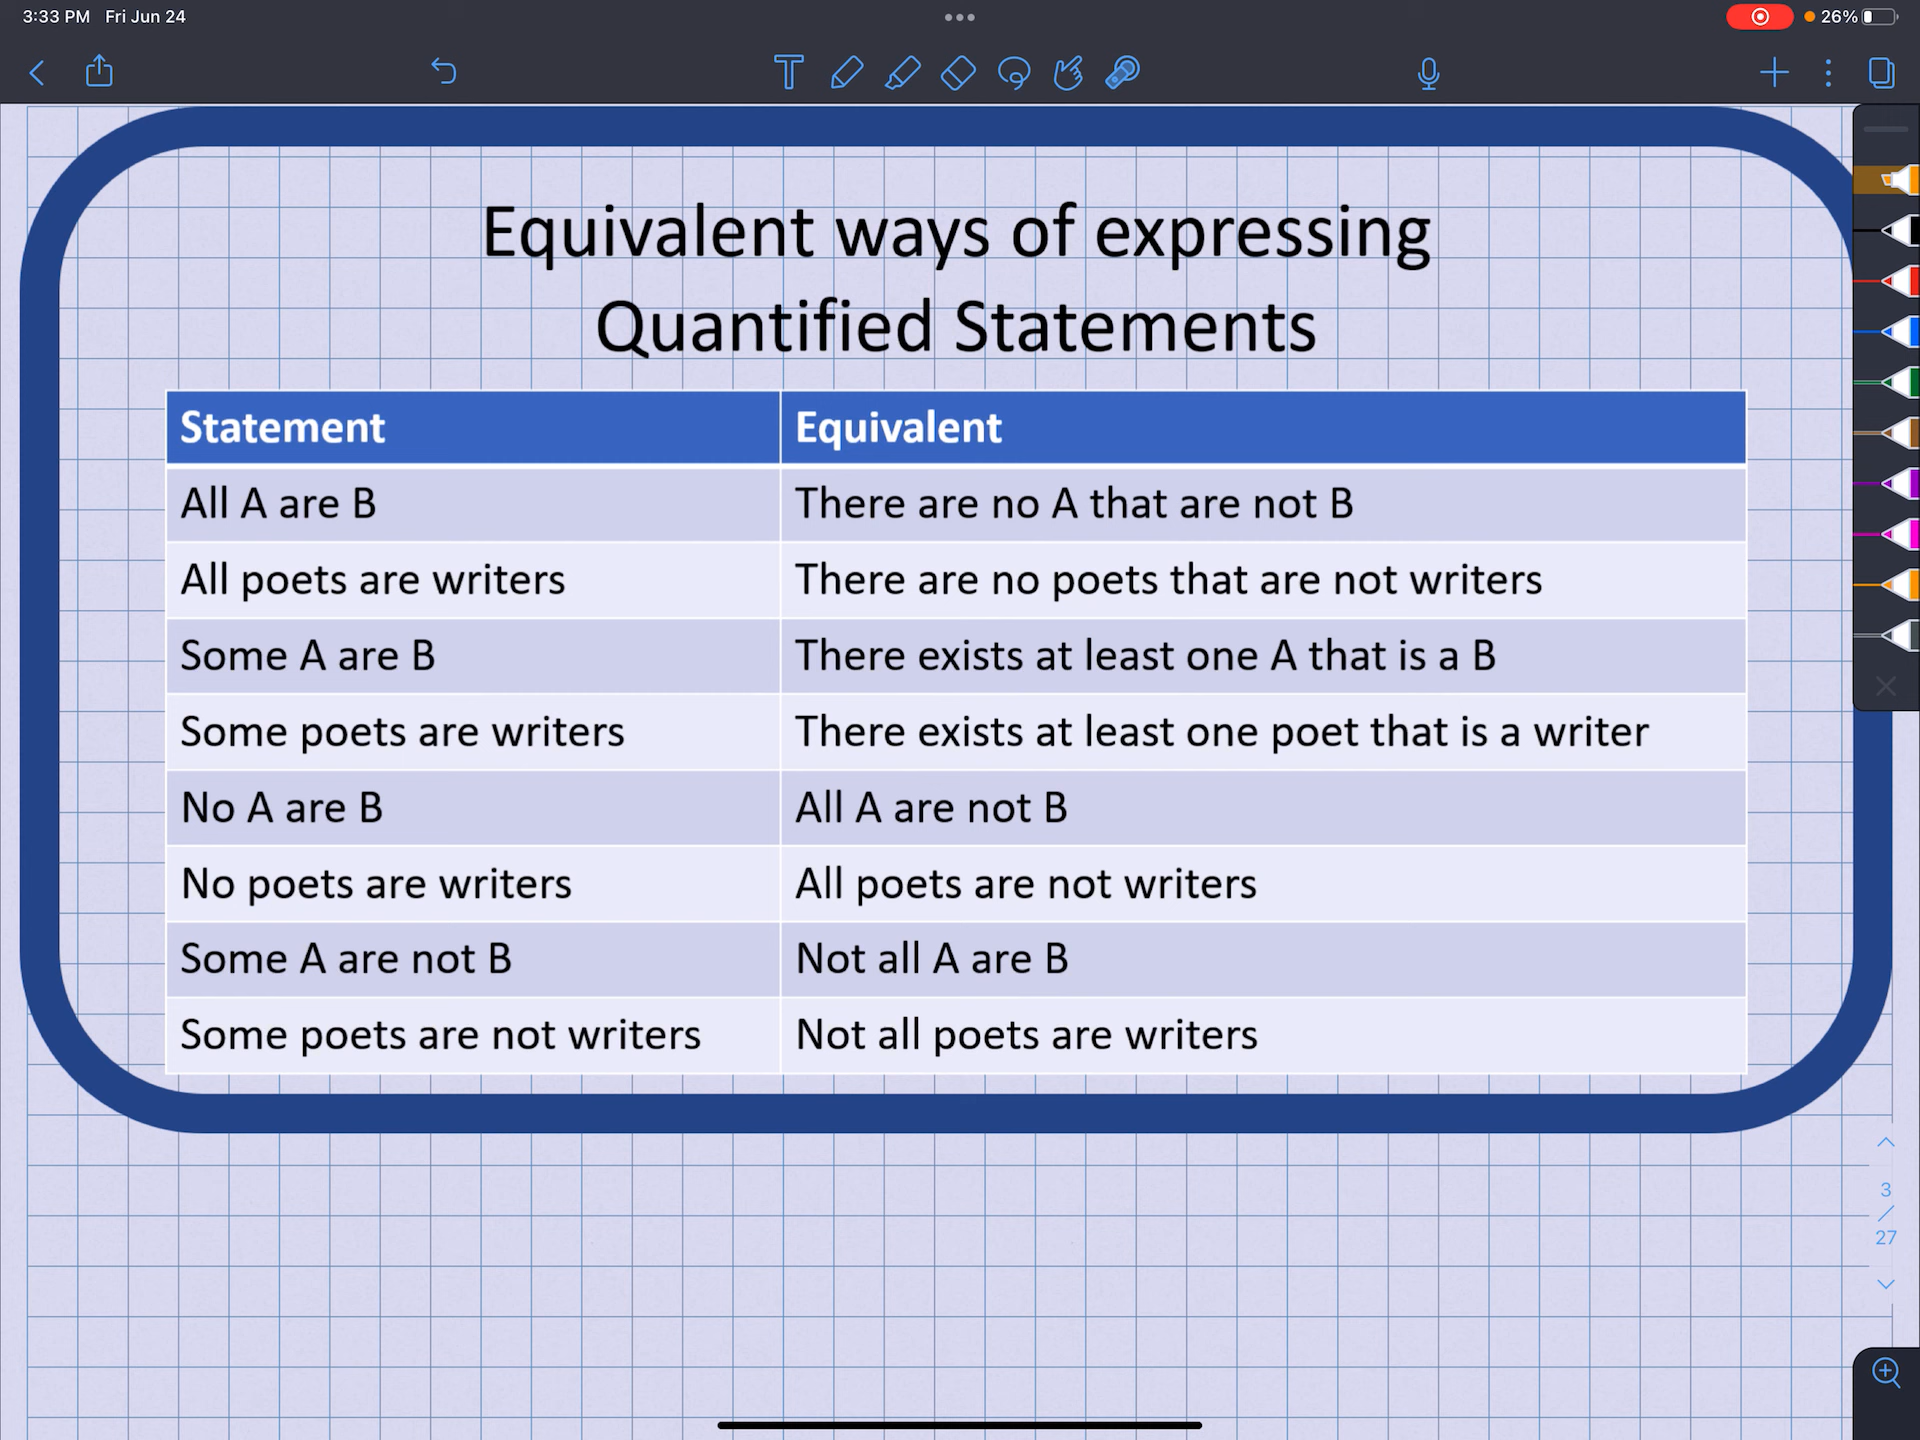 3:33 PM Fri Jun 24
26%
Equivalent ways of expressing
Quantified Statements
Statement Equivalent
All A are B There are no A that are not B
All poets are writers There are no poets that are not writers
Some A are B There exists at least one A that is a B
Some poets are writers There exists at least one poet that is a writer
No A are B All A are not B
No poets are writers All poets are not writers
Some A are not B Not all A are B
Some poets are not writers Not all poets are writers
3
/
27